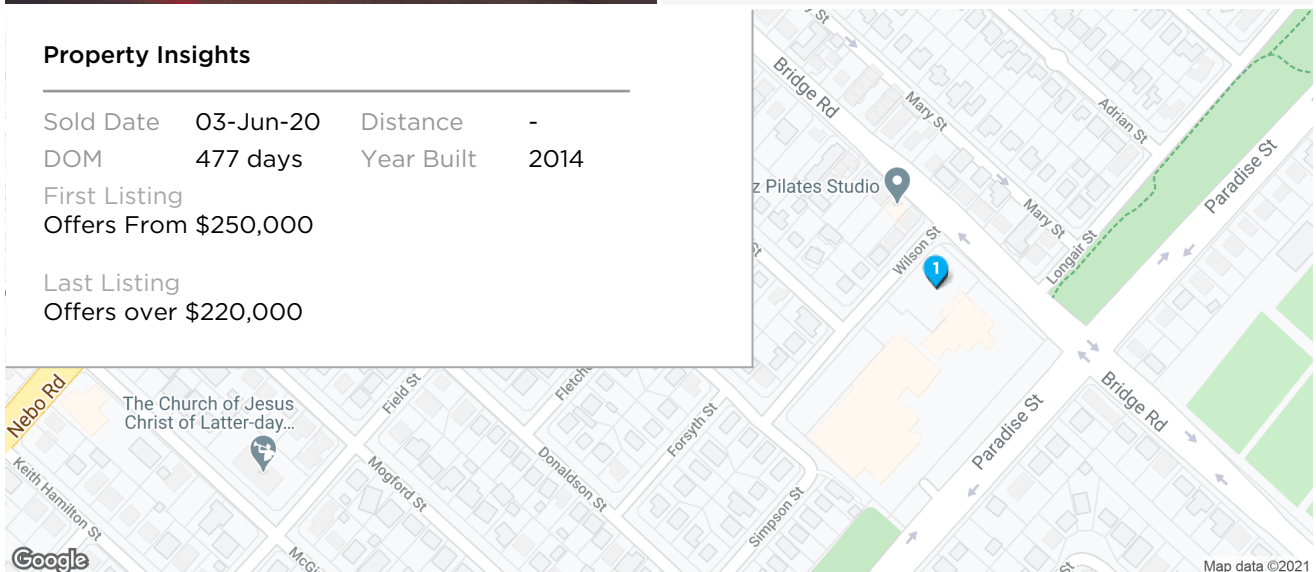 Property Insights
Sold Date 03-Jun-20 Distance -
DOM 477 days Year Built 2014
First Listing
Offers From $250,000
Last Listing
Offers over $220,000
St
Bridge Rd
Mary St
Adrian St
Paradise St
z Pilates Studio
Mary St
Longair St
Wilson St
St
1
Nebo Rd
The Church of Jesus
Christ of Latter-day...
Field St
Forsyth St
Bridge Rd
Paradise St
Keith Hamilton St
Mogford St
Donaldson St
Simpson St
St
Google
Map data ©2021